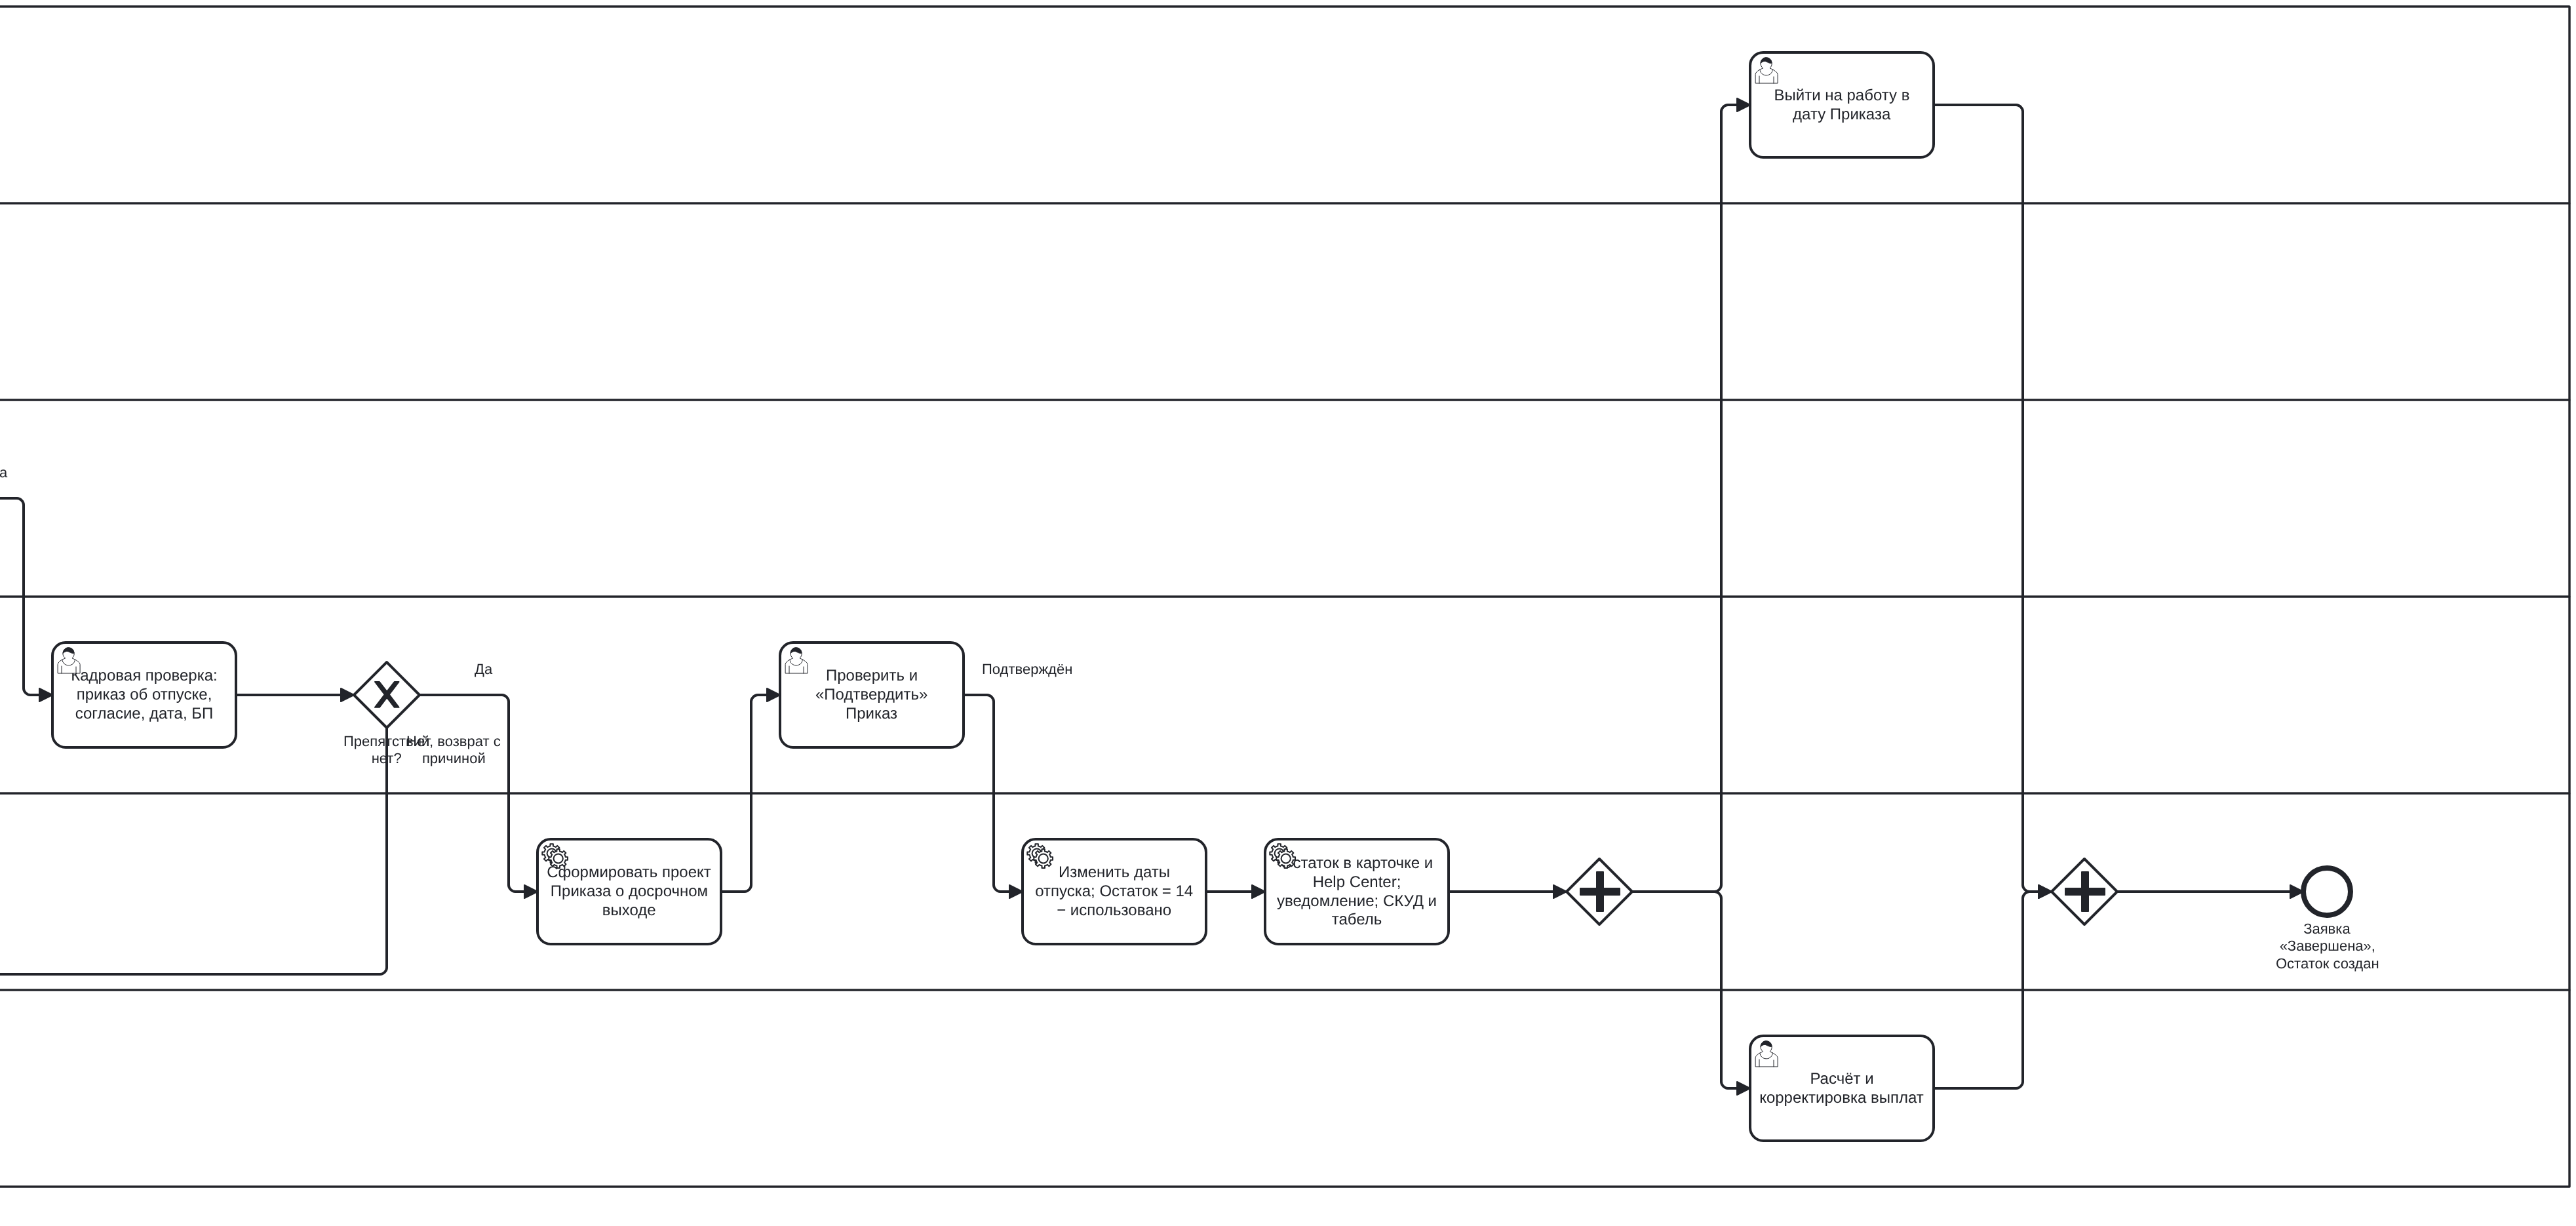 Выйти на работу в
дату Приказа
а
Кадровая проверка:
приказ об отпуске,
согласие, дата, БП
Да
Препятствий
нет?
Нет, возврат с
причиной
Проверить и
«Подтвердить»
Приказ
Подтверждён
Сформировать проект
Приказа о досрочном
выходе
Изменить даты
отпуска; Остаток = 14
− использовано
Остаток в карточке и
Help Center;
уведомление; СКУД и
табель
Заявка
«Завершена»,
Остаток создан
Расчёт и
корректировка выплат